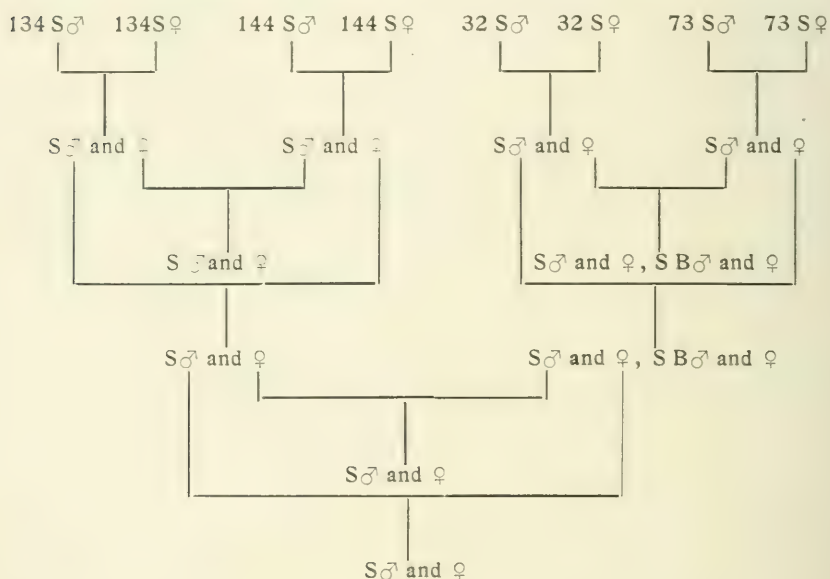 134 S♂ 134S♀ 144 S♂ 144 S♀ 32 S♂ 32 S♀ 73 S♂ 73 S♀
S♂ and ♀ S♂ and ♀ S♂ and ♀ S♂ and ♀
S ♂ and ♀ S♂ and ♀, S B♂ and ♀
S♂ and ♀ S♂ and ♀, S B♂ and ♀
S♂ and ♀
S♂ and ♀